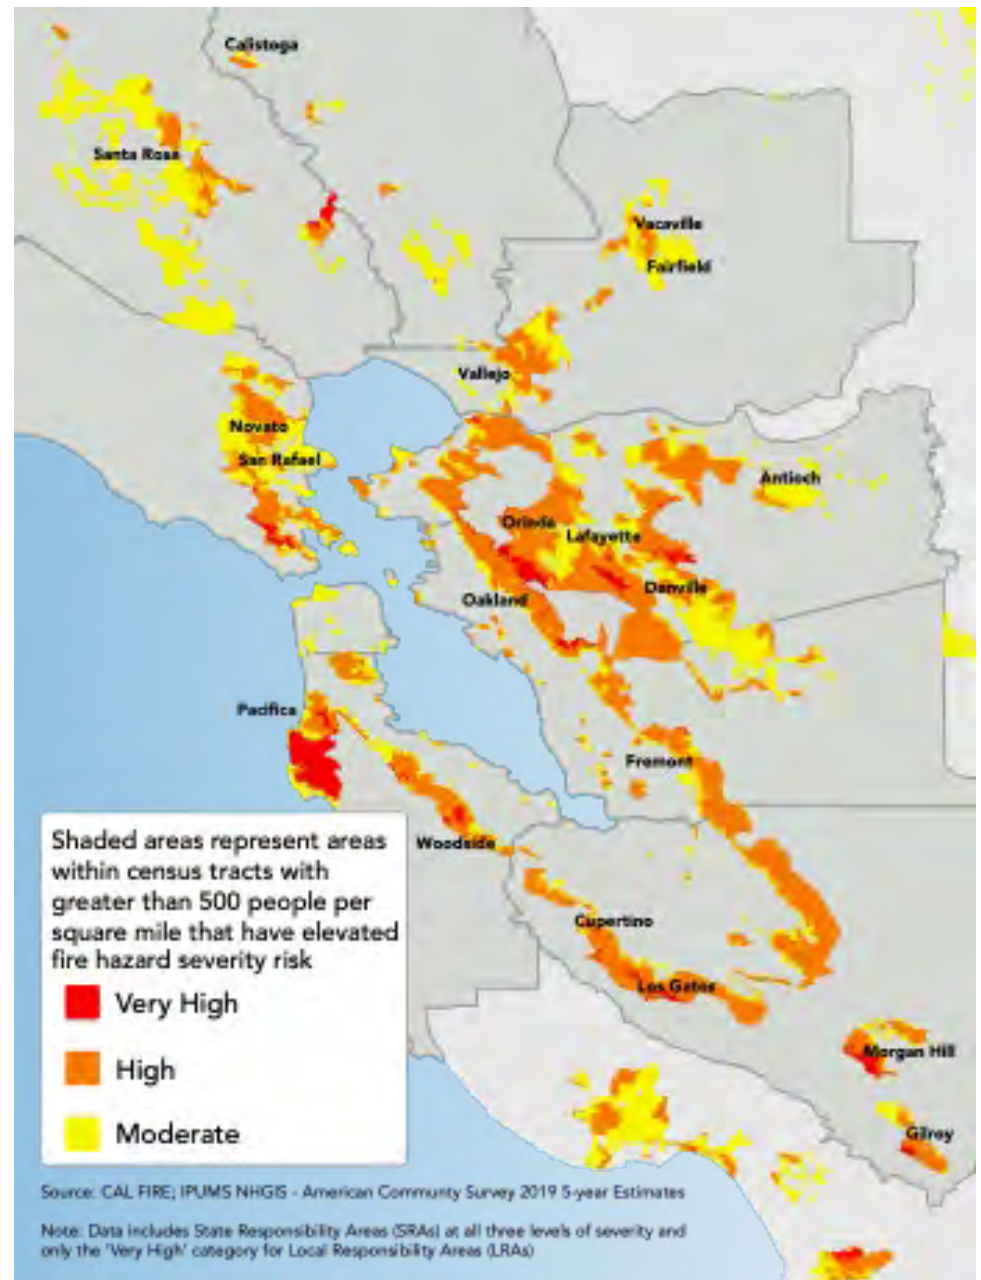 Calistoga
Santa Rosa
Vacaville
Fairfield
Vallejo
Novato
San Rafael
Antioch
Orinda
Lafayette
Danville
Oakland
Pacifica
Fremont
Woodside
Cupertino
Los Gatos
Morgan Hill
Gilroy
Shaded areas represent areas
within census tracts with
greater than 500 people per
square mile that have elevated
fire hazard severity risk
Very High
High
Moderate
Source: CAL FIRE; IPUMS NHGIS - American Communty Survey 2019 5-year Estimates
Note: Data includes State Responsibility Areas (SRAs) at all three levels of severity and
only the 'Very High' category for Local Responsibility Areas (LRAs)